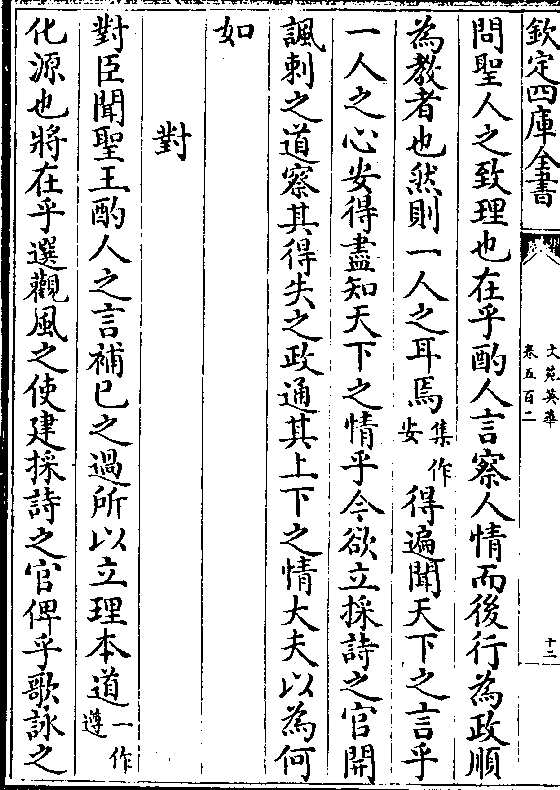 欽定四庫全書
文苑英華
卷五百二
十二
問聖人之致理也在乎酌人言察人情而後行為政順
為教者也然則一人之耳焉集作安得遍聞天下之言乎
一人之心安得盡知天下之情乎今欲立採詩之官開
諷刺之道察其得失之政通其上下之情大夫以為何
如
對
對臣聞聖王酌人之言補已之過所以立理本道一作遵
化源也將在乎選觀風之使建採詩之官俾乎歌詠之